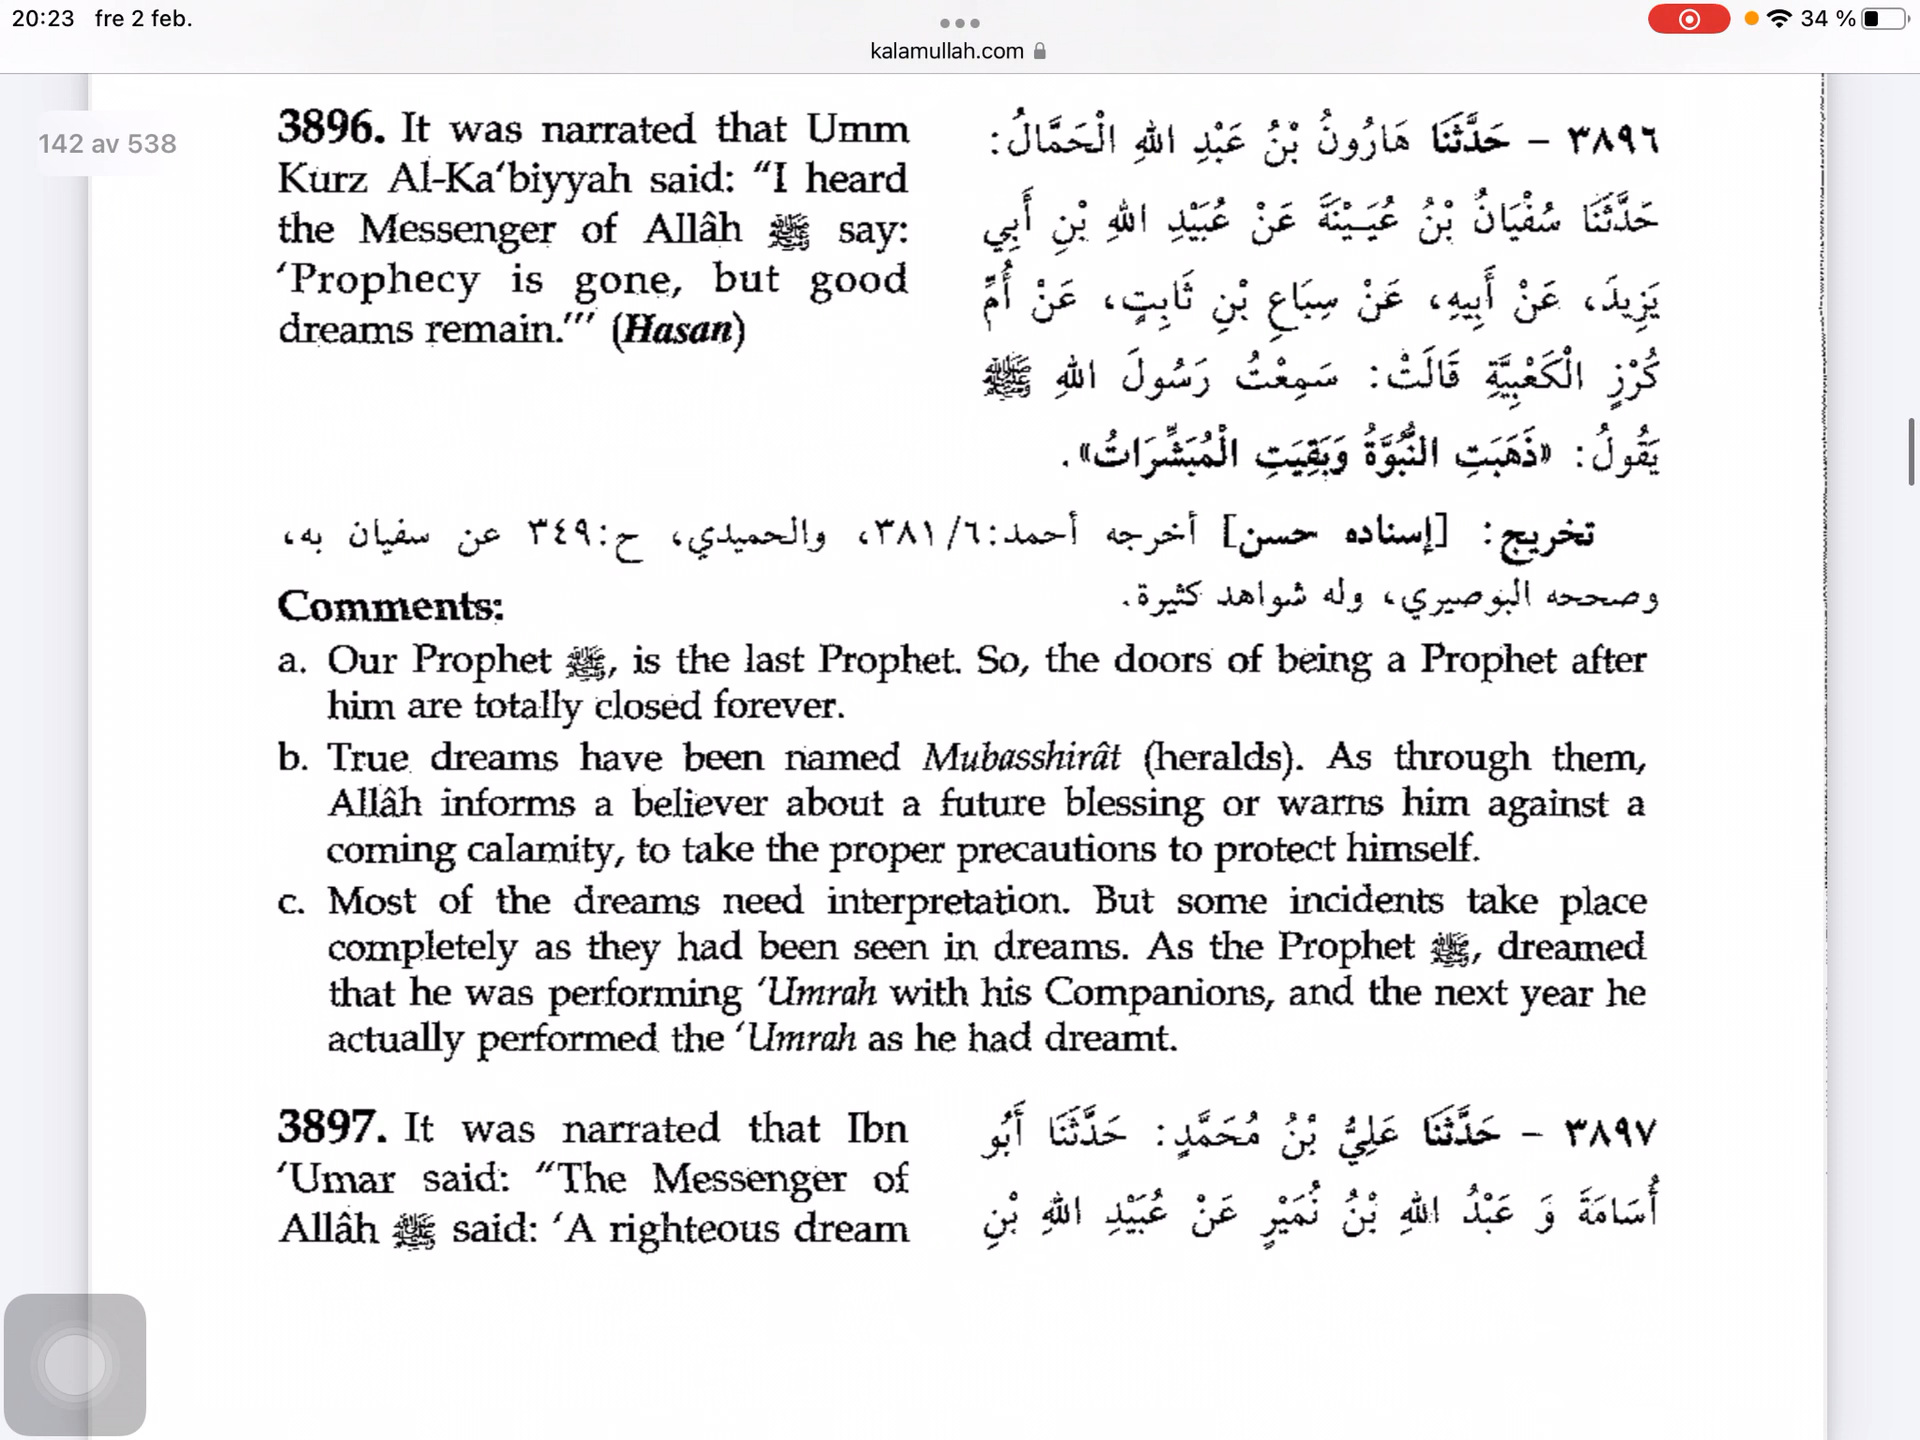 20:23 fre 2 feb.
34 %
kalamullah.com
142 av 538
3896. It was narrated that Umm
Kurz Al-Ka‘biyyah said: “I heard
the Messenger of Allâh ﷺ say:
‘Prophecy is gone, but good
dreams remain.’” (Hasan)
٣٨٩٦ - حَدَّثَنَا هَارُونُ بْنُ عَبْدِ اللهِ الْحَمَّالُ:
حَدَّثَنَا سُفْيَانُ بْنُ عُيَيْنَةَ عَنْ عُبَيْدِ اللهِ بْنِ أَبِي
يَزِيدَ، عَنْ أَبِيهِ، عَنْ سِبَاعِ بْنِ ثَابِتٍ، عَنْ أُمِّ
كُرْزٍ الْكَعْبِيَّةِ قَالَتْ: سَمِعْتُ رَسُولَ اللهِ ﷺ
يَقُولُ: «ذَهَبَتِ النُّبُوَّةُ وَبَقِيَتِ الْمُبَشِّرَاتُ».
تخريج: [إسناده حسن] أخرجه أحمد:٦/ ٣٨١، والحميدي، ح:٣٤٩ عن سفيان به،
وصححه البوصيري، وله شواهد كثيرة.
Comments:
a. Our Prophet ﷺ, is the last Prophet. So, the doors of being a Prophet after
him are totally closed forever.
b. True dreams have been named Mubasshirât (heralds). As through them,
Allâh informs a believer about a future blessing or warns him against a
coming calamity, to take the proper precautions to protect himself.
c. Most of the dreams need interpretation. But some incidents take place
completely as they had been seen in dreams. As the Prophet ﷺ, dreamed
that he was performing ‘Umrah with his Companions, and the next year he
actually performed the ‘Umrah as he had dreamt.
3897. It was narrated that Ibn
‘Umar said: “The Messenger of
Allâh ﷺ said: ‘A righteous dream
٣٨٩٧ - حَدَّثَنَا عَلِيُّ بْنُ مُحَمَّدٍ: حَدَّثَنَا أَبُو
أُسَامَةَ وَ عَبْدُ اللهِ بْنُ نُمَيْرٍ عَنْ عُبَيْدِ اللهِ بْنِ